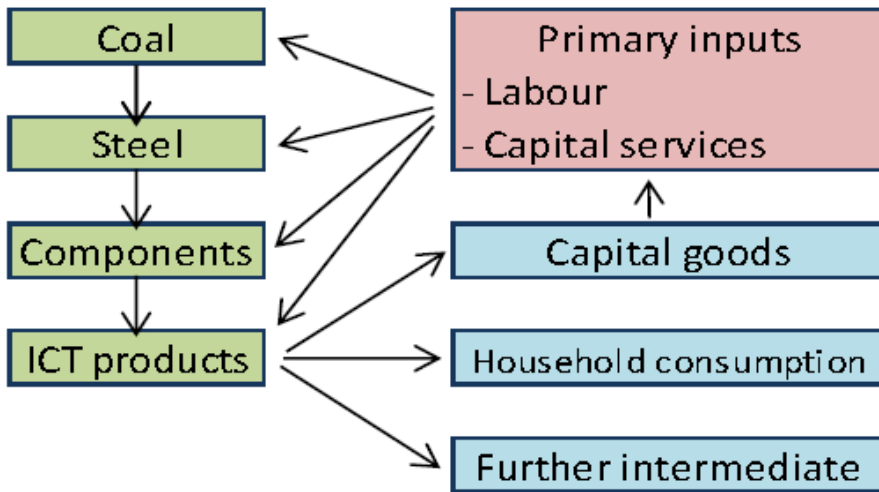 Coal
Steel
Components
ICT products
Primary inputs
- Labour
- Capital services
Capital goods
Household consumption
Further intermediate